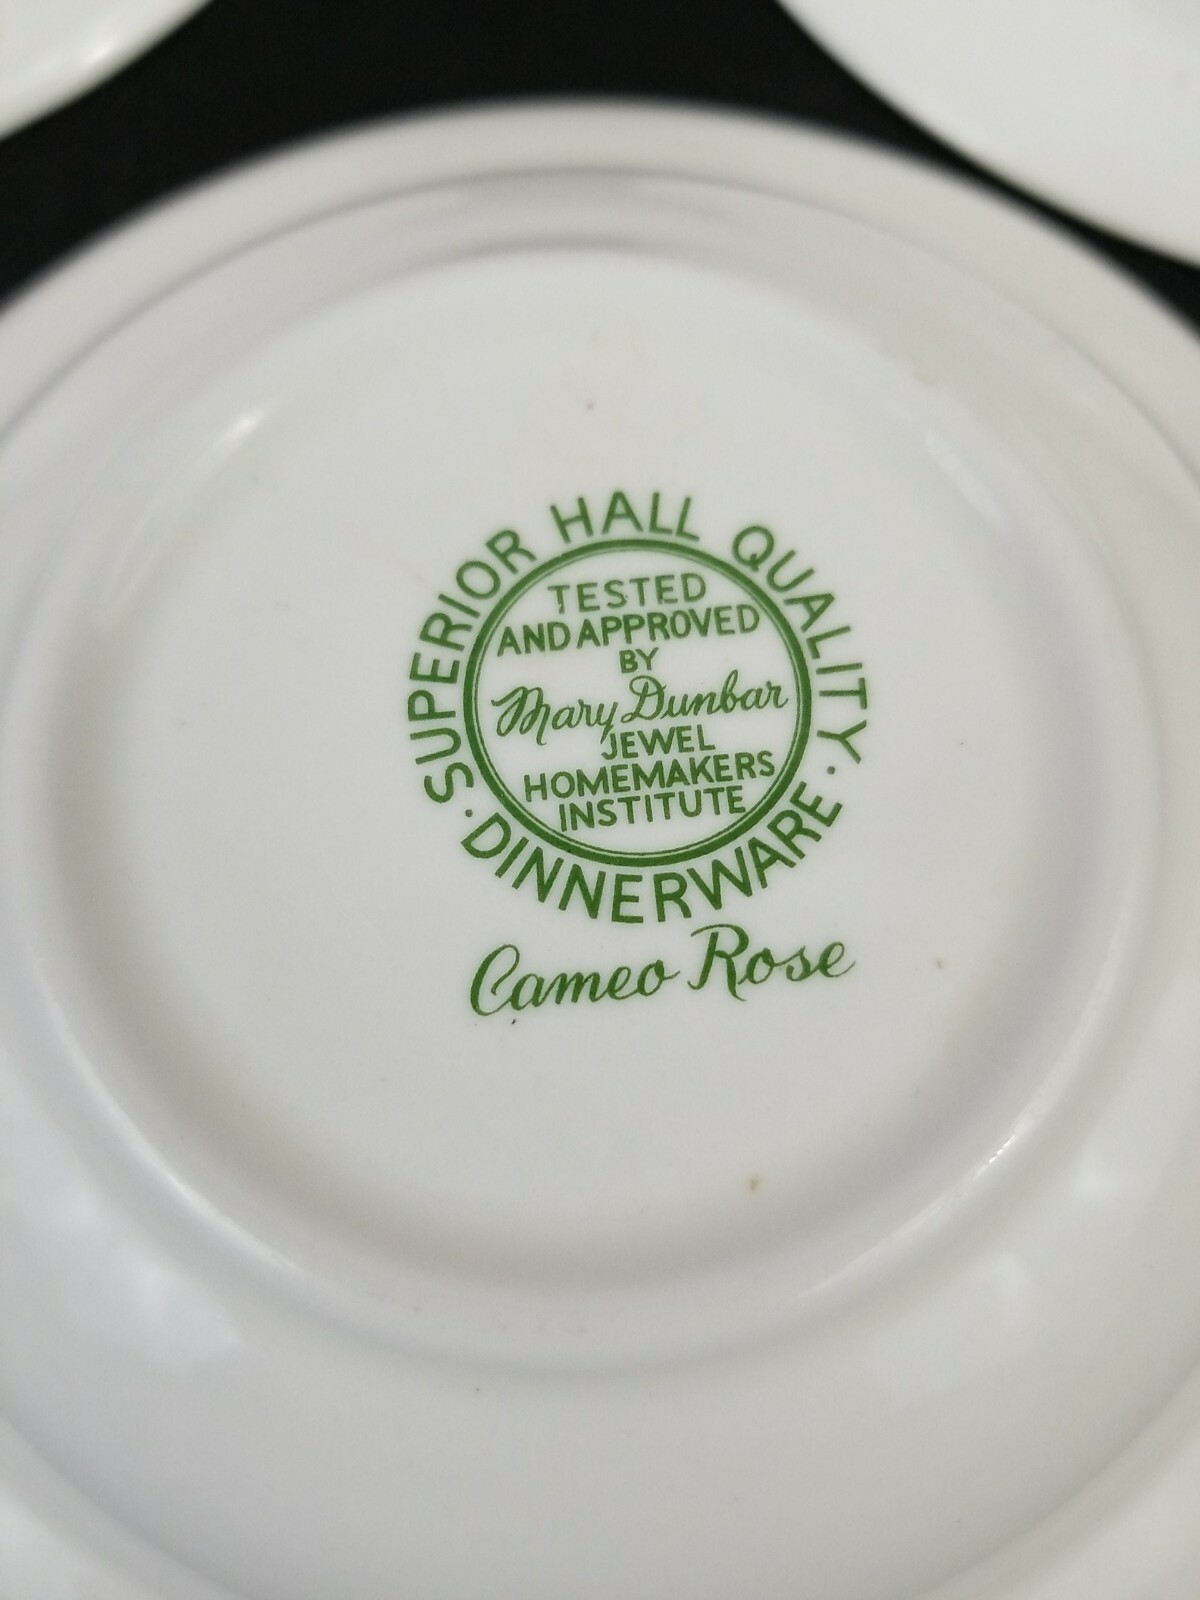 SUPERIOR HALL QUALITY
· DINNERWARE ·
TESTED
AND APPROVED
BY
Mary Dunbar
JEWEL
HOMEMAKERS
INSTITUTE
Cameo Rose